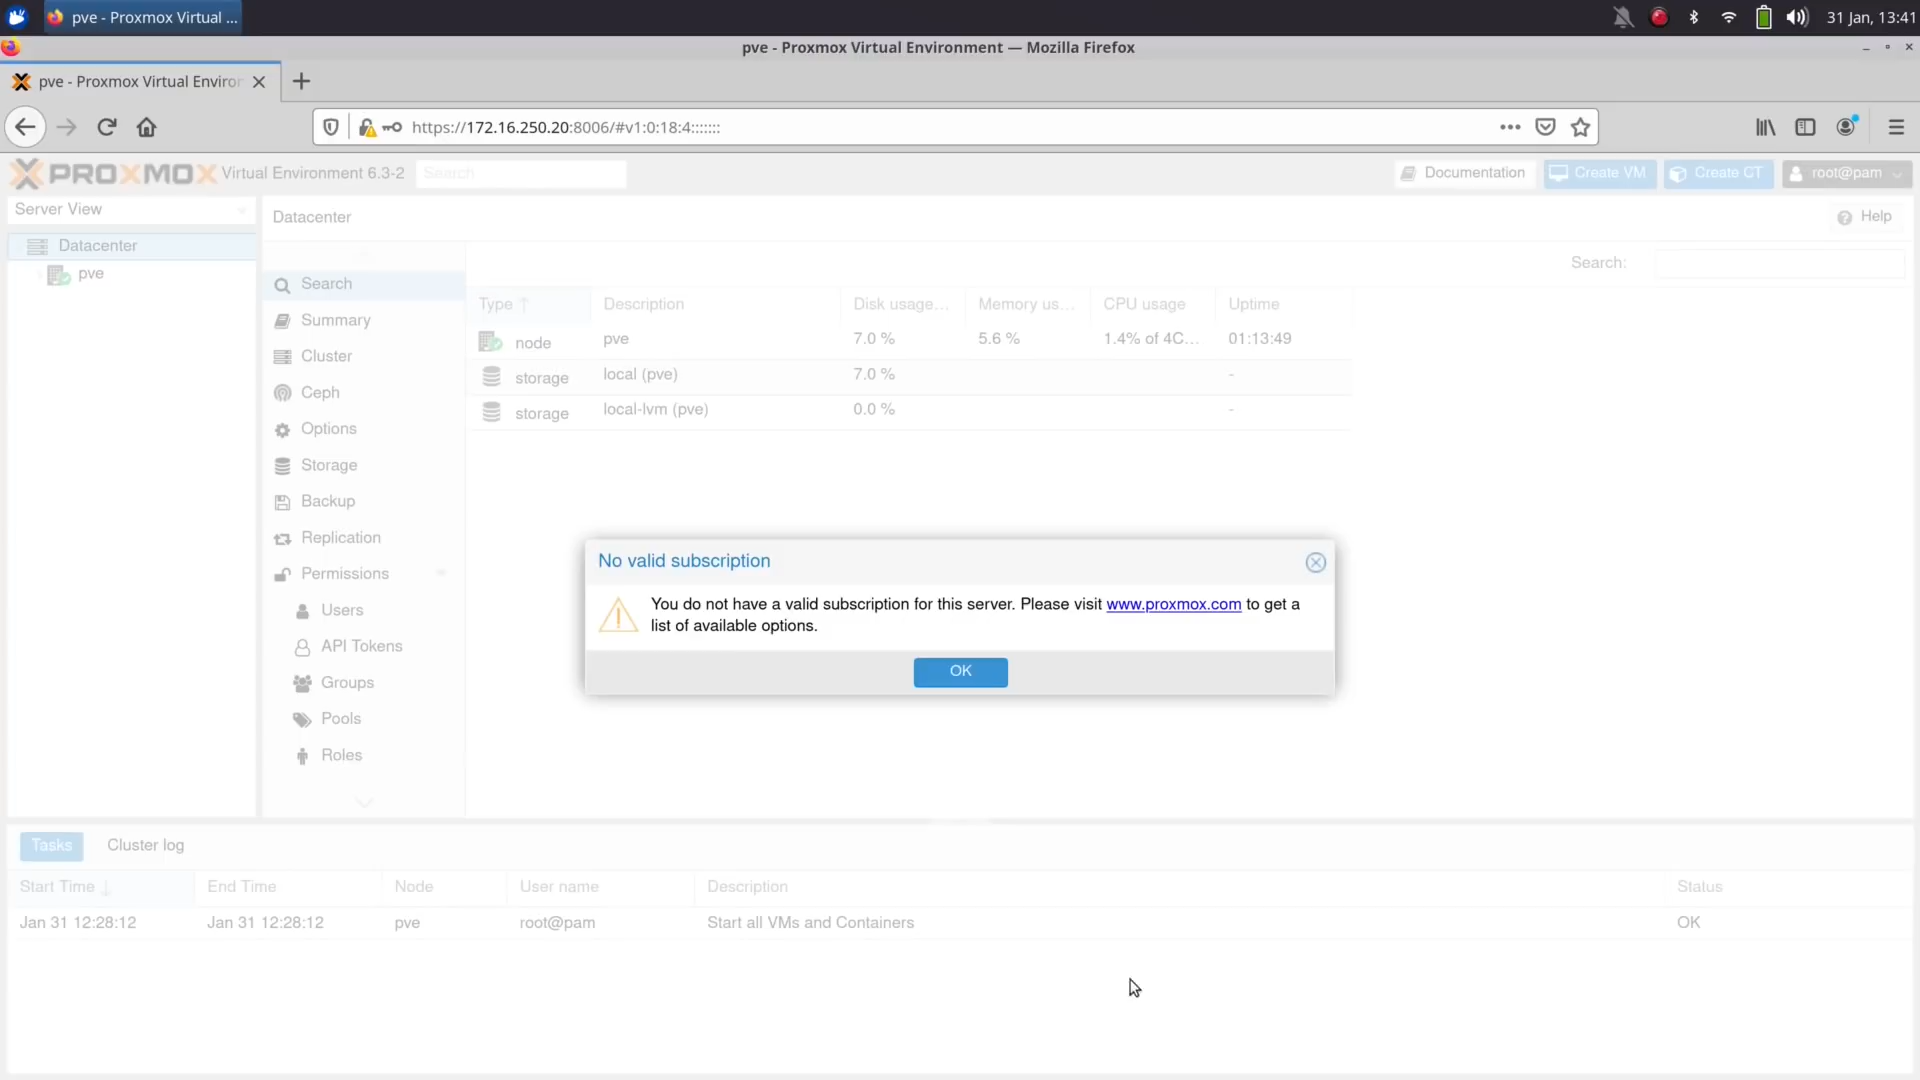 pve - Proxmox Virtual ...
31 Jan, 13:41
pve - Proxmox Virtual Environment — Mozilla Firefox
pve - Proxmox Virtual Enviror
https://172.16.250.20:8006/#v1:0:18:4:::::::
PROXMOX Virtual Environment 6.3-2
Search
Documentation
Create VM
Create CT
root@pam
Server View
Datacenter
Help
Datacenter
pve
Search:
Search
Summary
Cluster
Ceph
Options
Storage
Backup
Replication
Permissions
Users
API Tokens
Groups
Pools
Roles
Type Description Disk usage... Memory us... CPU usage Uptime
node pve 7.0 % 5.6 % 1.4% of 4C... 01:13:49
storage local (pve) 7.0 % -
storage local-lvm (pve) 0.0 % -
No valid subscription
You do not have a valid subscription for this server. Please visit www.proxmox.com to get a
list of available options.
OK
Tasks Cluster log
Start Time End Time Node User name Description Status
Jan 31 12:28:12 Jan 31 12:28:12 pve root@pam Start all VMs and Containers OK